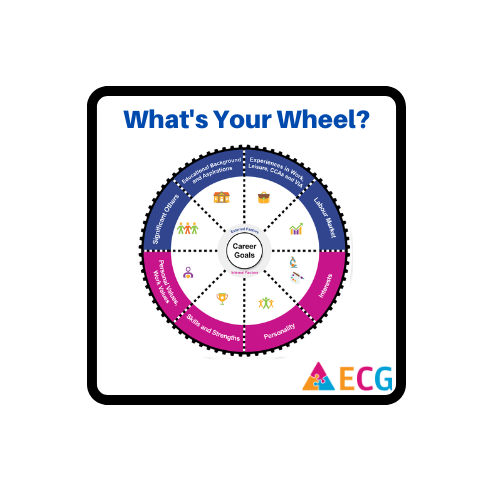 What's Your Wheel?
Educational Background
and Aspirations
Experiences in Work,
Leisure, CCAs and VIA
Significant Others
Labour Market
External Factors
Career
Goals
Internal Factors
Personal Values,
Work Values
Interests
Skills and Strengths
Personality
ECG